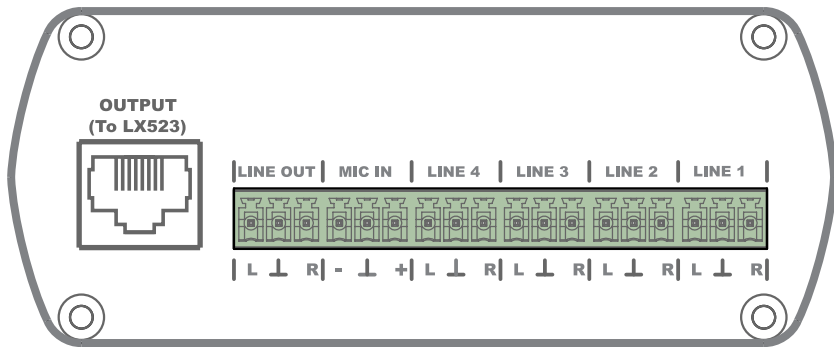 OUTPUT
(To LX523)
LINE OUT MIC IN LINE 4 LINE 3 LINE 2 LINE 1
L R - + L R L R L R L R